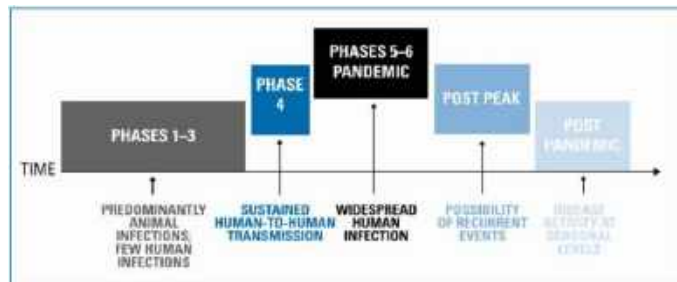 PHASES 5–6
PANDEMIC
PHASE
4
POST PEAK
PHASES 1–3
POST
PANDEMIC
TIME
PREDOMINANTLY
ANIMAL
INFECTIONS,
FEW HUMAN
INFECTIONS
SUSTAINED
HUMAN-TO-HUMAN
TRANSMISSION
WIDESPREAD
HUMAN
INFECTION
POSSIBILITY
OF RECURRENT
EVENTS
DISEASE
ACTIVITY AT
SEASONAL
LEVELS